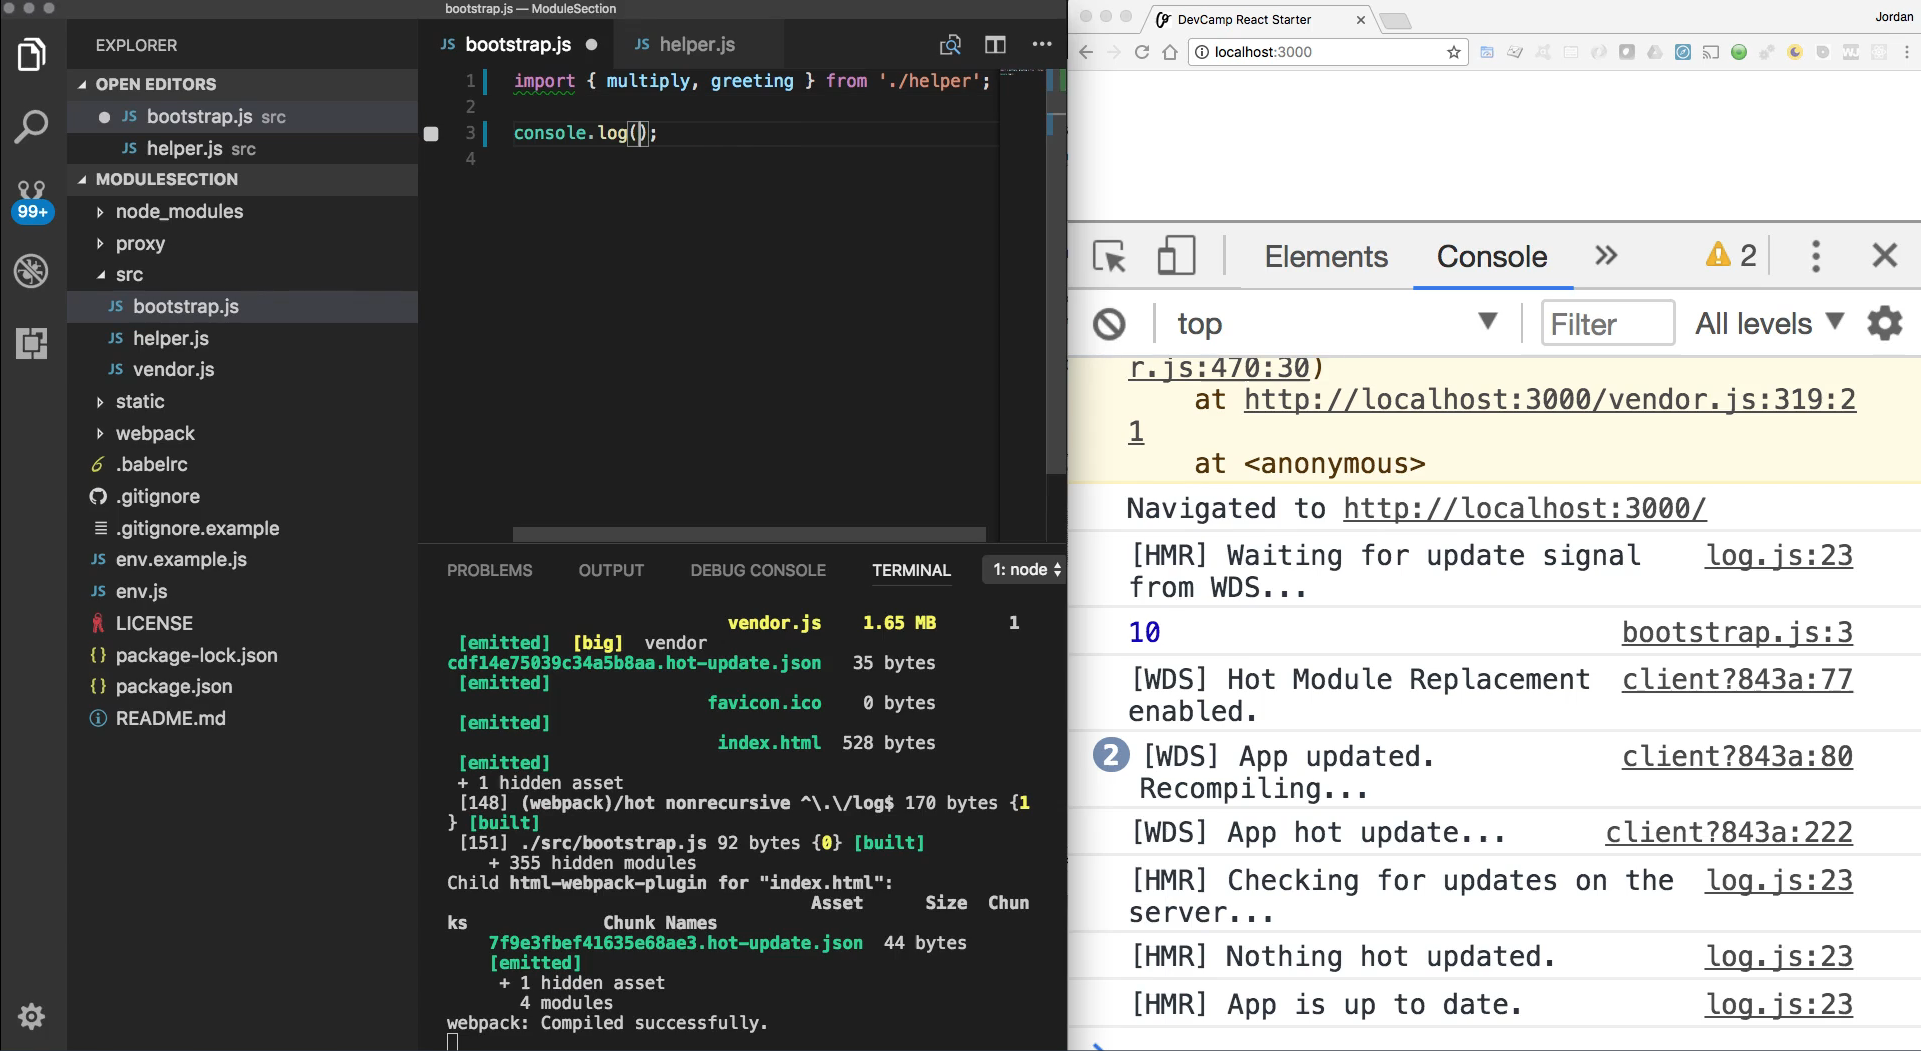 bootstrap.js — ModuleSection
EXPLORER
OPEN EDITORS
JS bootstrap.js src
JS helper.js src
MODULESECTION
node_modules
proxy
src
JS bootstrap.js
JS helper.js
JS vendor.js
static
webpack
.babelrc
.gitignore
.gitignore.example
JS env.example.js
JS env.js
LICENSE
{} package-lock.json
{} package.json
README.md
99+
JS bootstrap.js
JS helper.js
1 import { multiply, greeting } from './helper';
2
3 console.log();
4
PROBLEMS OUTPUT DEBUG CONSOLE TERMINAL 1: node
vendor.js 1.65 MB 1
[emitted] [big] vendor
cdf14e75039c34a5b8aa.hot-update.json 35 bytes
[emitted]
favicon.ico 0 bytes
[emitted]
index.html 528 bytes
[emitted]
+ 1 hidden asset
[148] (webpack)/hot nonrecursive ^\.\/log$ 170 bytes {1
} [built]
[151] ./src/bootstrap.js 92 bytes {0} [built]
+ 355 hidden modules
Child html-webpack-plugin for "index.html":
Asset Size Chun
ks Chunk Names
7f9e3fbef41635e68ae3.hot-update.json 44 bytes
[emitted]
+ 1 hidden asset
4 modules
webpack: Compiled successfully.
DevCamp React Starter
Jordan
localhost:3000
Elements Console » 2
top Filter All levels
r.js:470:30)
at http://localhost:3000/vendor.js:319:2
1
at <anonymous>
Navigated to http://localhost:3000/
[HMR] Waiting for update signal log.js:23
from WDS...
10 bootstrap.js:3
[WDS] Hot Module Replacement client?843a:77
enabled.
2 [WDS] App updated. client?843a:80
Recompiling...
[WDS] App hot update... client?843a:222
[HMR] Checking for updates on the log.js:23
server...
[HMR] Nothing hot updated. log.js:23
[HMR] App is up to date. log.js:23